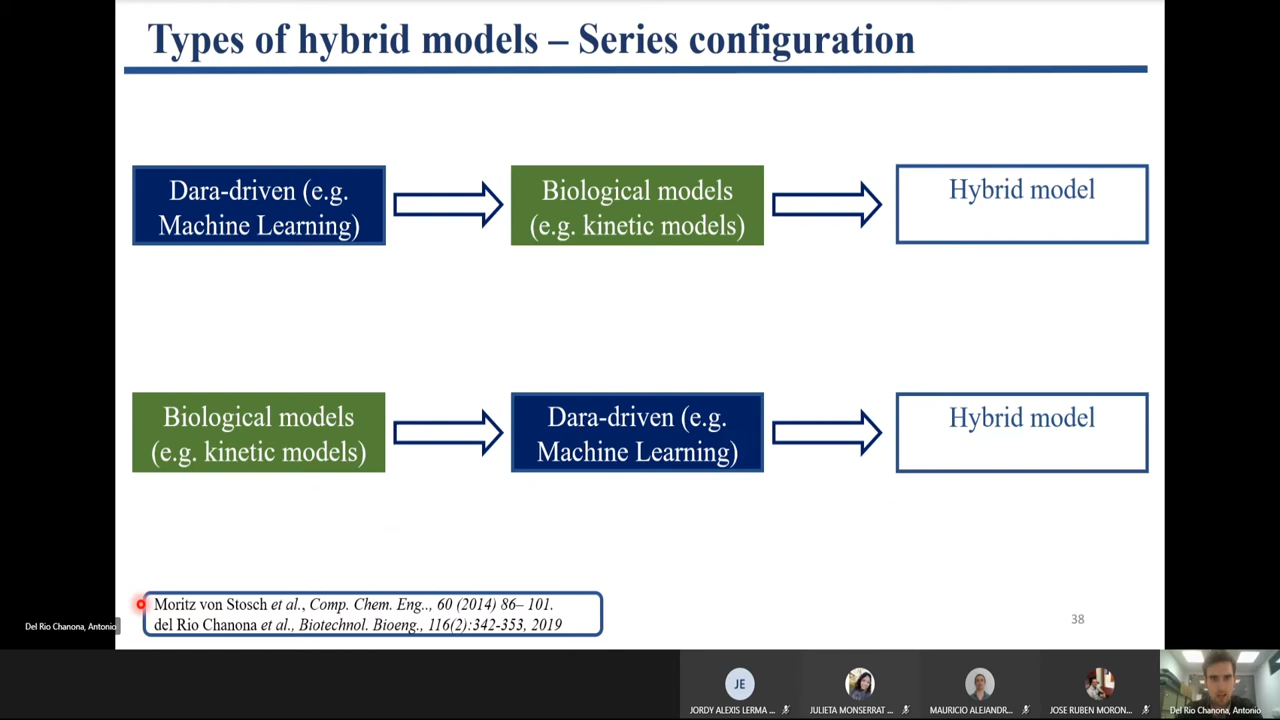 Types of hybrid models – Series configuration
Dara-driven (e.g.
Machine Learning)
Biological models
(e.g. kinetic models)
Hybrid model
Biological models
(e.g. kinetic models)
Dara-driven (e.g.
Machine Learning)
Hybrid model
Moritz von Stosch et al., Comp. Chem. Eng.., 60 (2014) 86– 101.
del Rio Chanona et al., Biotechnol. Bioeng., 116(2):342-353, 2019
38
Del Rio Chanona, Antonio
JE
JORDY ALEXIS LERMA ...
JULIETA MONSERRAT ...
MAURICIO ALEJANDR...
JOSE RUBEN MORON...
Del Rio Chanona, Antonio